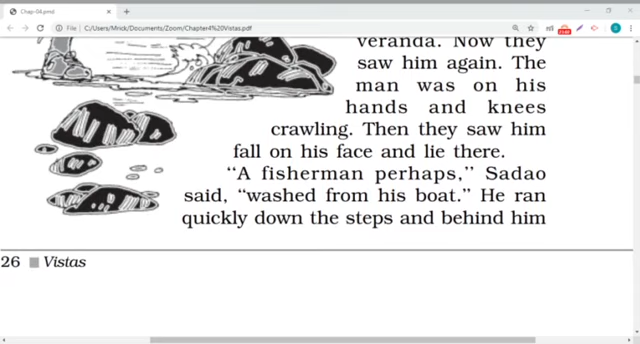 Chap-04.pmd
File
C:/Users/Mnick/Documents/Zoom/Chapter4%20Vistas.pdf
veranda. Now they
saw him again. The
man was on his
hands and knees
crawling. Then they saw him
fall on his face and lie there.
“A fisherman perhaps,” Sadao
said, “washed from his boat.” He ran
quickly down the steps and behind him
26 Vistas